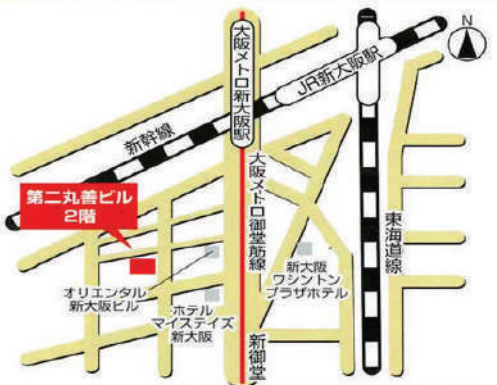 N
大阪メトロ新大阪駅
JR新大阪駅
新幹線
大阪メトロ御堂筋線
東海道線
第二丸善ビル
2階
オリエンタル
新大阪ビル
ホテル
マイステイズ
新大阪
新大阪
ワシントン
プラザホテル
新御堂